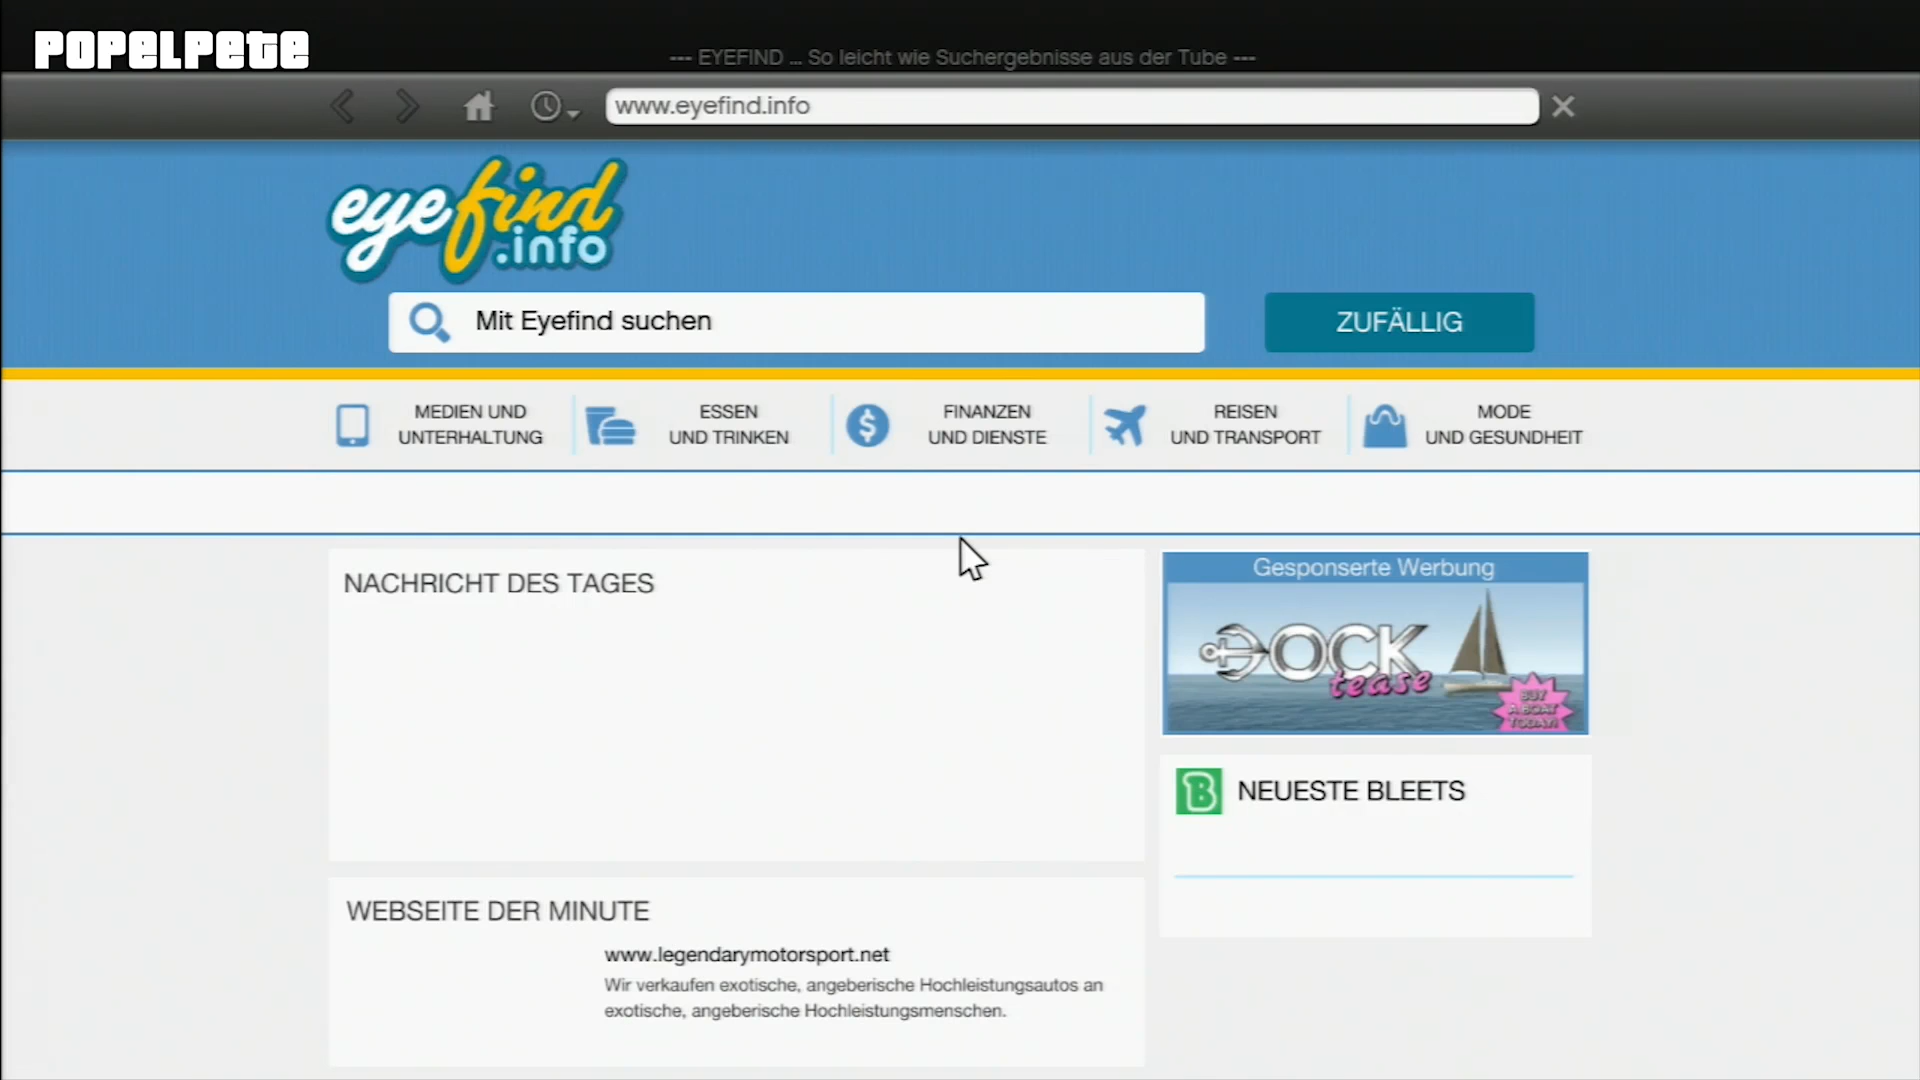 POPELPETE
--- EYEFIND ... So leicht wie Suchergebnisse aus der Tube ---
www.eyefind.info
eyefind
.info
Mit Eyefind suchen
ZUFÄLLIG
MEDIEN UND
UNTERHALTUNG
ESSEN
UND TRINKEN
FINANZEN
UND DIENSTE
REISEN
UND TRANSPORT
MODE
UND GESUNDHEIT
NACHRICHT DES TAGES
Gesponserte Werbung
DOCK
tease
BUY
A BOAT
TODAY!
B NEUESTE BLEETS
WEBSEITE DER MINUTE
www.legendarymotorsport.net
Wir verkaufen exotische, angeberische Hochleistungsautos an
exotische, angeberische Hochleistungsmenschen.